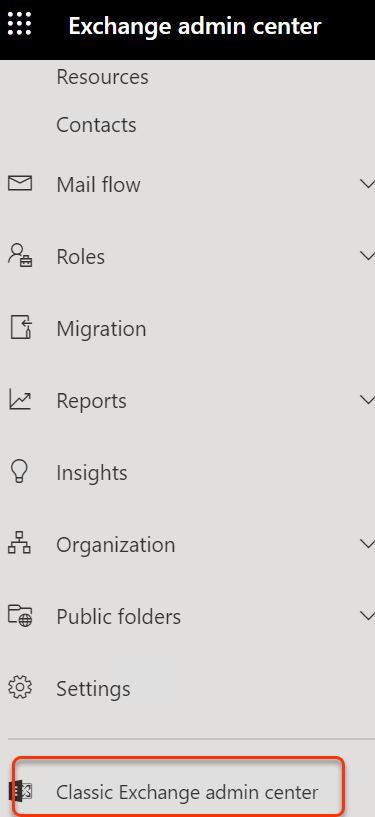 Exchange admin center
Resources
Contacts
Mail flow
Roles
Migration
Reports
Insights
Organization
Public folders
Settings
Classic Exchange admin center